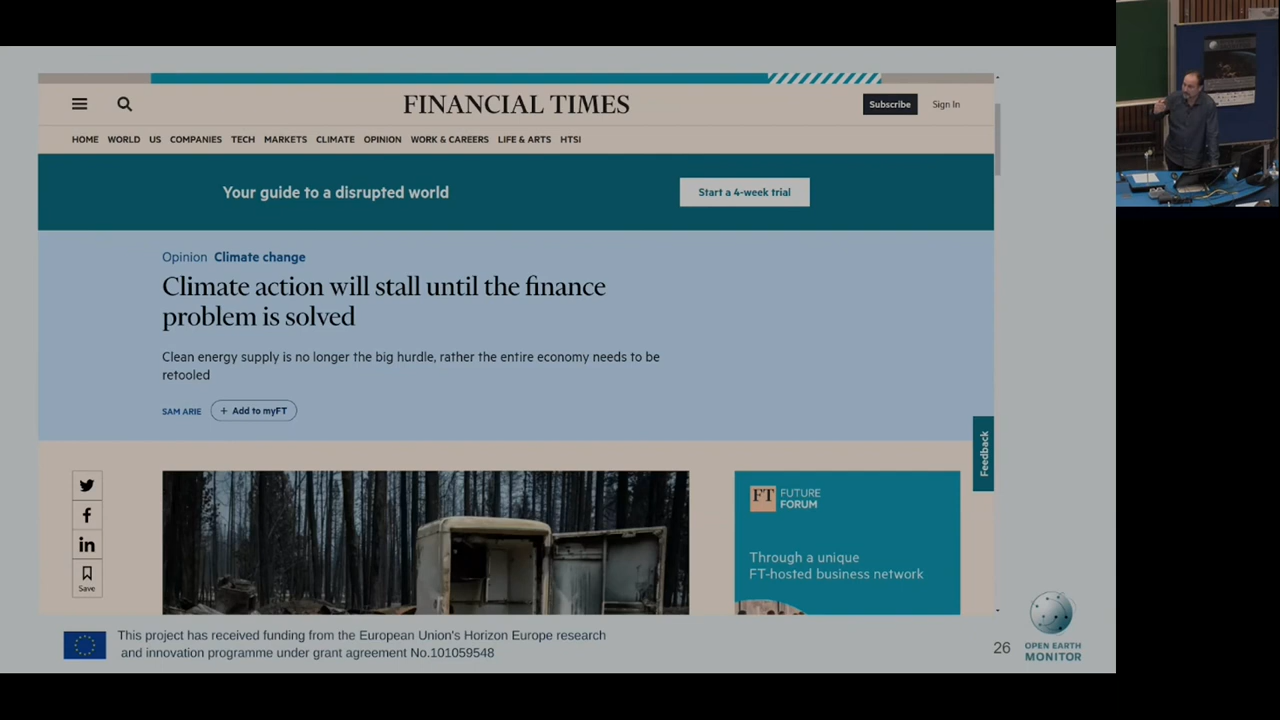 FINANCIAL TIMES
Subscribe
Sign In
HOME WORLD US COMPANIES TECH MARKETS CLIMATE OPINION WORK & CAREERS LIFE & ARTS HTSI
Your guide to a disrupted world
Start a 4-week trial
Opinion Climate change
Climate action will stall until the finance
problem is solved
Clean energy supply is no longer the big hurdle, rather the entire economy needs to be
retooled
SAM ARIE
+ Add to myFT
Feedback
in
Save
FT
FUTURE
FORUM
Through a unique
FT-hosted business network
This project has received funding from the European Union's Horizon Europe research
and innovation programme under grant agreement No.101059548
26
OPEN EARTH
MONITOR